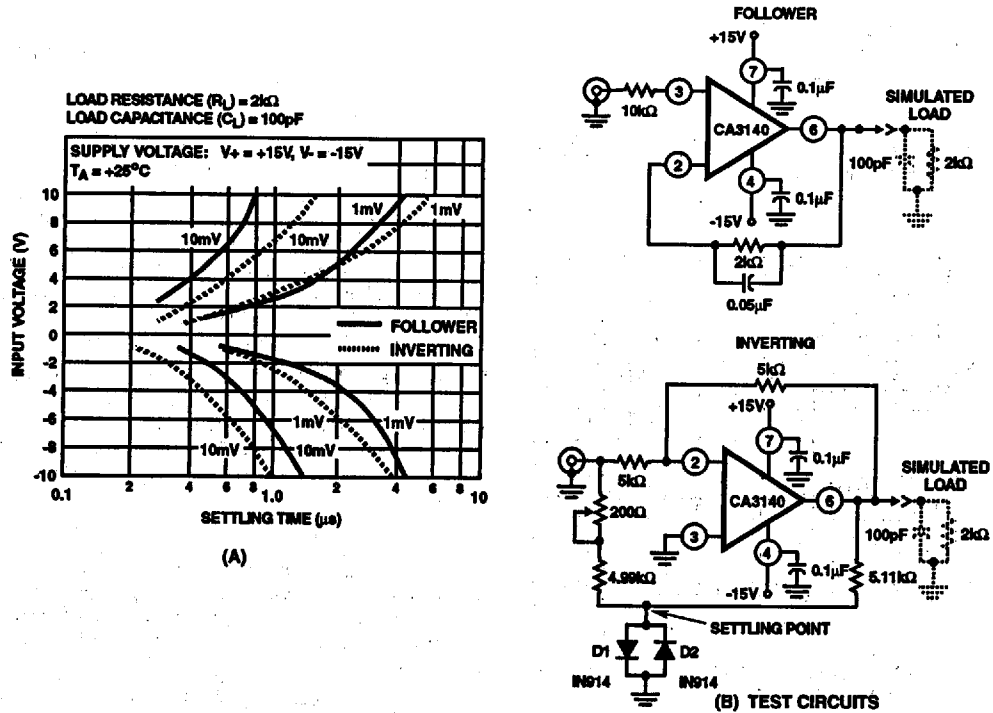 LOAD RESISTANCE (RL) = 2kΩ
LOAD CAPACITANCE (CL) = 100pF
SUPPLY VOLTAGE: V+ = +15V, V- = -15V
TA = +25°C
INPUT VOLTAGE (V)
10
8
6
4
2
0
-2
-4
-6
-8
-10
10mV
10mV
1mV
1mV
FOLLOWER
INVERTING
1mV
1mV
10mV
10mV
0.1
2
4
6
8
1.0
2
4
6
8
10
SETTLING TIME (µs)
(A)
FOLLOWER
+15V
7
0.1µF
3
10kΩ
CA3140
6
SIMULATED
LOAD
100pF
2kΩ
2
4
0.1µF
-15V
2kΩ
0.05µF
INVERTING
5kΩ
+15V
7
0.1µF
5kΩ
2
CA3140
6
SIMULATED
LOAD
200Ω
3
100pF
2kΩ
4
0.1µF
4.99kΩ
-15V
5.11kΩ
SETTLING POINT
D1
D2
IN914
IN914
(B) TEST CIRCUITS